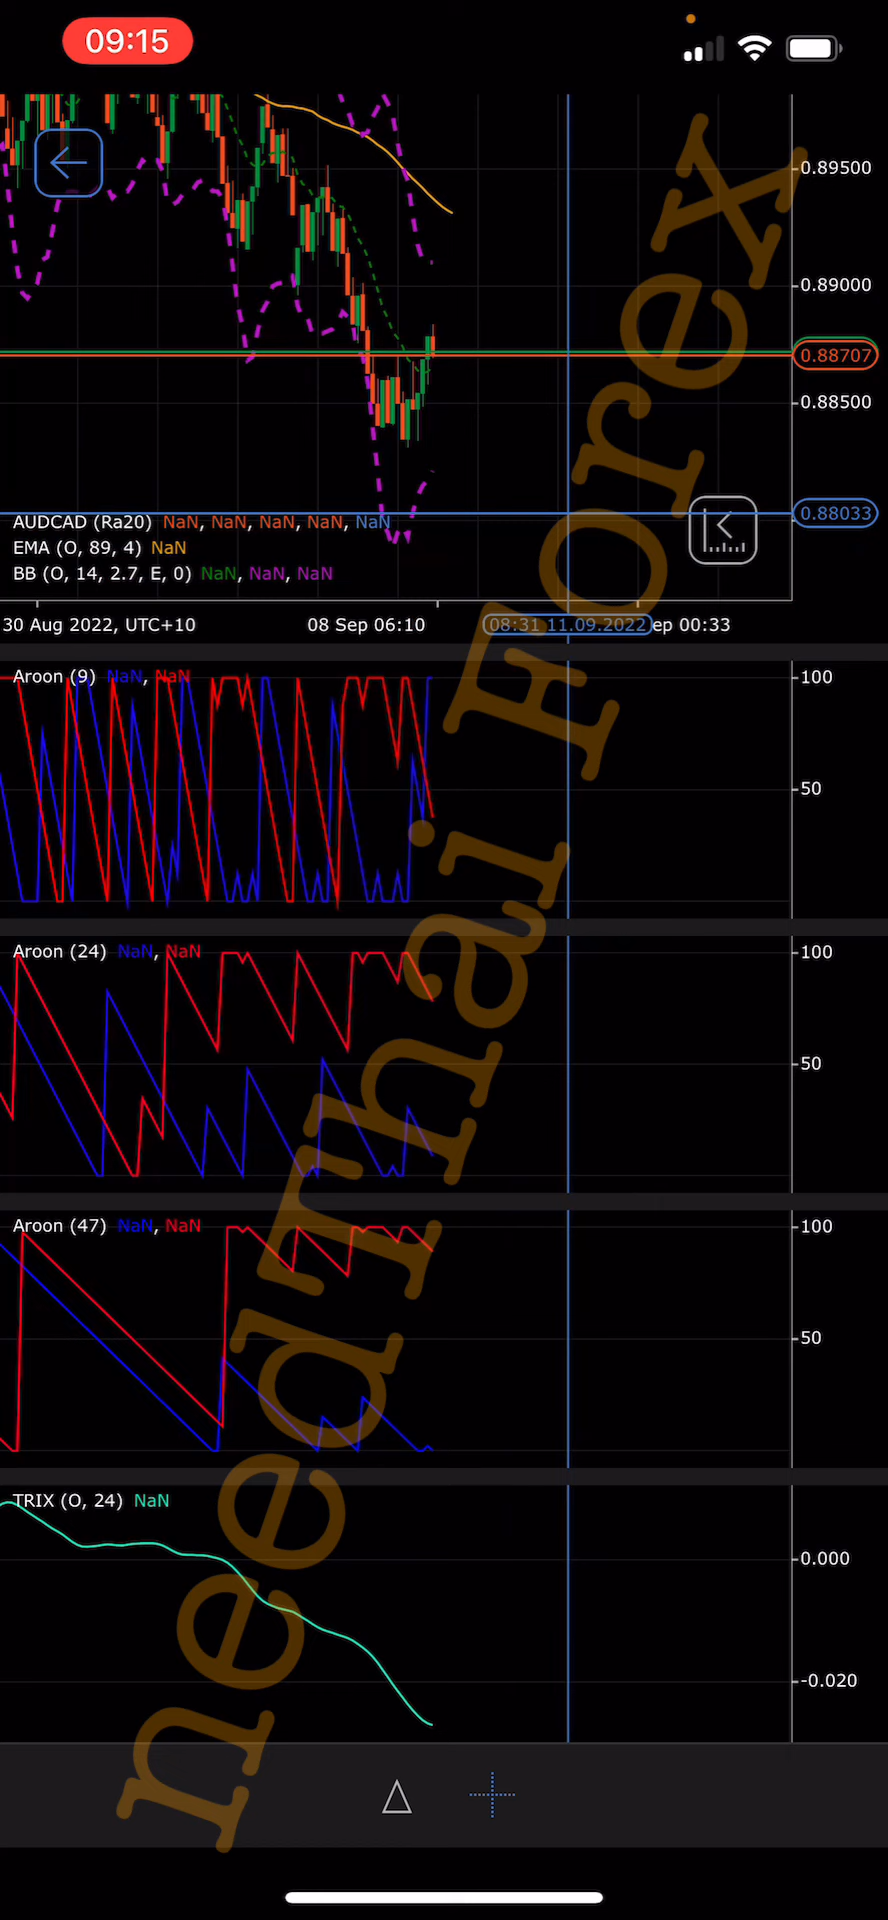 09:15
0.89500
0.89000
0.88707
0.88500
0.88033
AUDCAD (Ra20) NaN, NaN, NaN, NaN, NaN
EMA (O, 89, 4) NaN
BB (O, 14, 2.7, E, 0) NaN, NaN, NaN
30 Aug 2022, UTC+10 08 Sep 06:10 08:31 11.09.2022 ep 00:33
Aroon (9) NaN, NaN
100
50
Aroon (24) NaN, NaN
100
50
Aroon (47) NaN, NaN
100
50
TRIX (O, 24) NaN
0.000
-0.020
needThai Forex